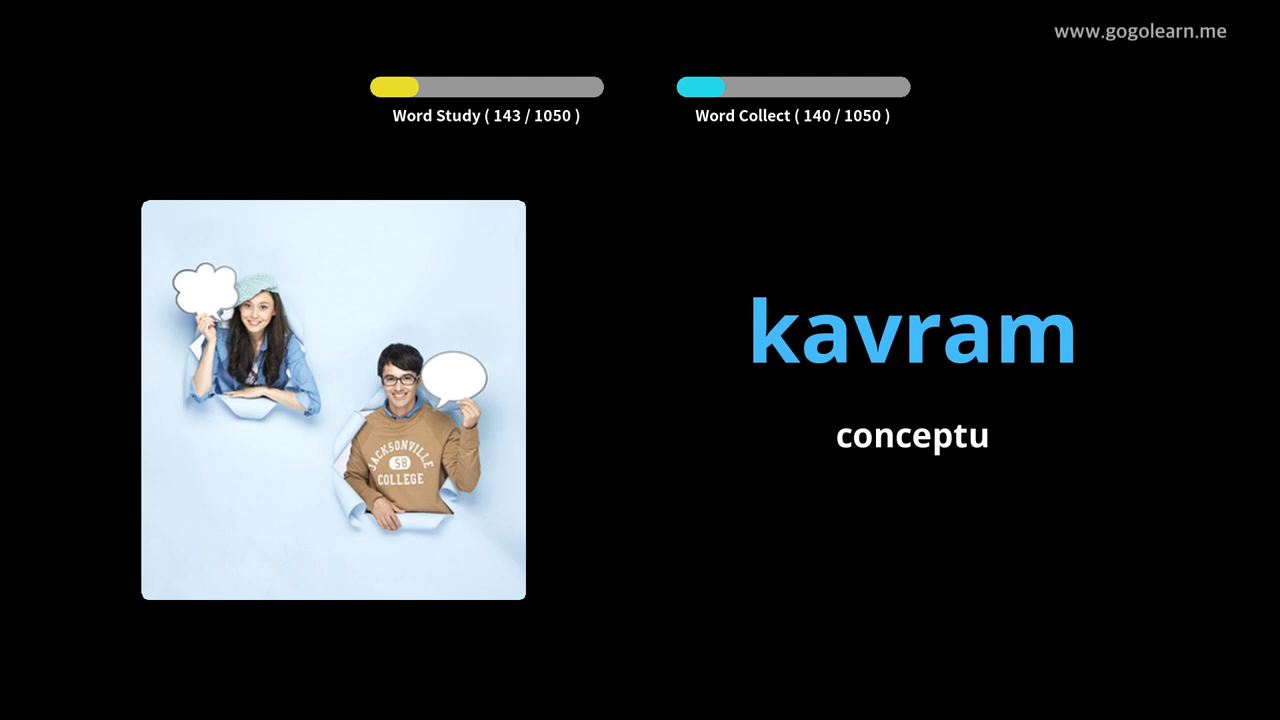 www.gogolearn.me
Word Study ( 143 / 1050 )
Word Collect ( 140 / 1050 )
kavram
conceptu
JACKSONVILLE
58
COLLEGE